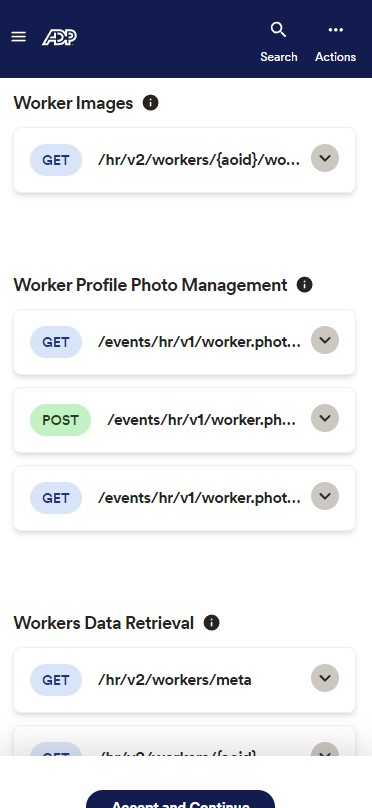 ADP
Search
Actions
Worker Images
GET /hr/v2/workers/{aoid}/wo...
Worker Profile Photo Management
GET /events/hr/v1/worker.phot...
POST /events/hr/v1/worker.ph...
GET /events/hr/v1/worker.phot...
Workers Data Retrieval
GET /hr/v2/workers/meta
GET /hr/v2/workers/{aoid}
Accept and Continue